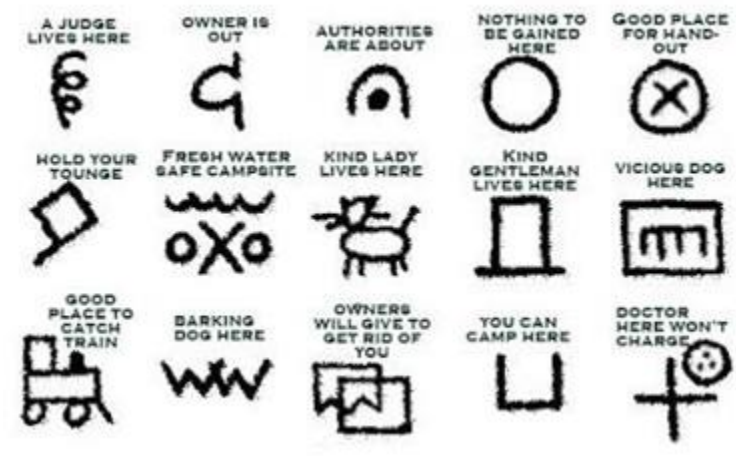 A JUDGE
LIVES HERE
OWNER IS
OUT
AUTHORITIES
ARE ABOUT
NOTHING TO
BE GAINED
HERE
GOOD PLACE
FOR HAND-
OUT
HOLD YOUR
TOUNGE
FRESH WATER
SAFE CAMPSITE
KIND LADY
LIVES HERE
KIND
GENTLEMAN
LIVES HERE
VICIOUS DOG
HERE
GOOD
PLACE TO
CATCH
TRAIN
BARKING
DOG HERE
OWNERS
WILL GIVE TO
GET RID OF
YOU
YOU CAN
CAMP HERE
DOCTOR
HERE WON'T
CHARGE